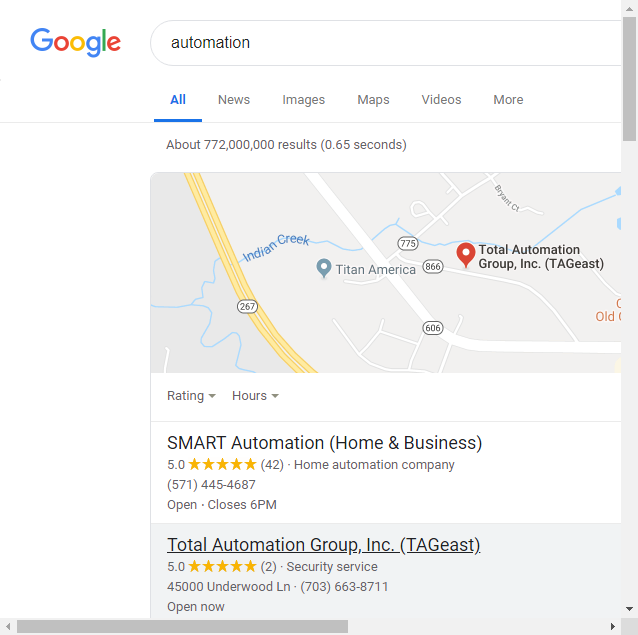 Google
automation
All News Images Maps Videos More
About 772,000,000 results (0.65 seconds)
Bryant Ct
Indian Creek
775
Total Automation
Group, Inc. (TAGeast)
Titan America
866
267
Old
606
Rating Hours
SMART Automation (Home & Business)
5.0 ★★★★★ (42) · Home automation company
(571) 445-4687
Open · Closes 6PM
Total Automation Group, Inc. (TAGeast)
5.0 ★★★★★ (2) · Security service
45000 Underwood Ln · (703) 663-8711
Open now